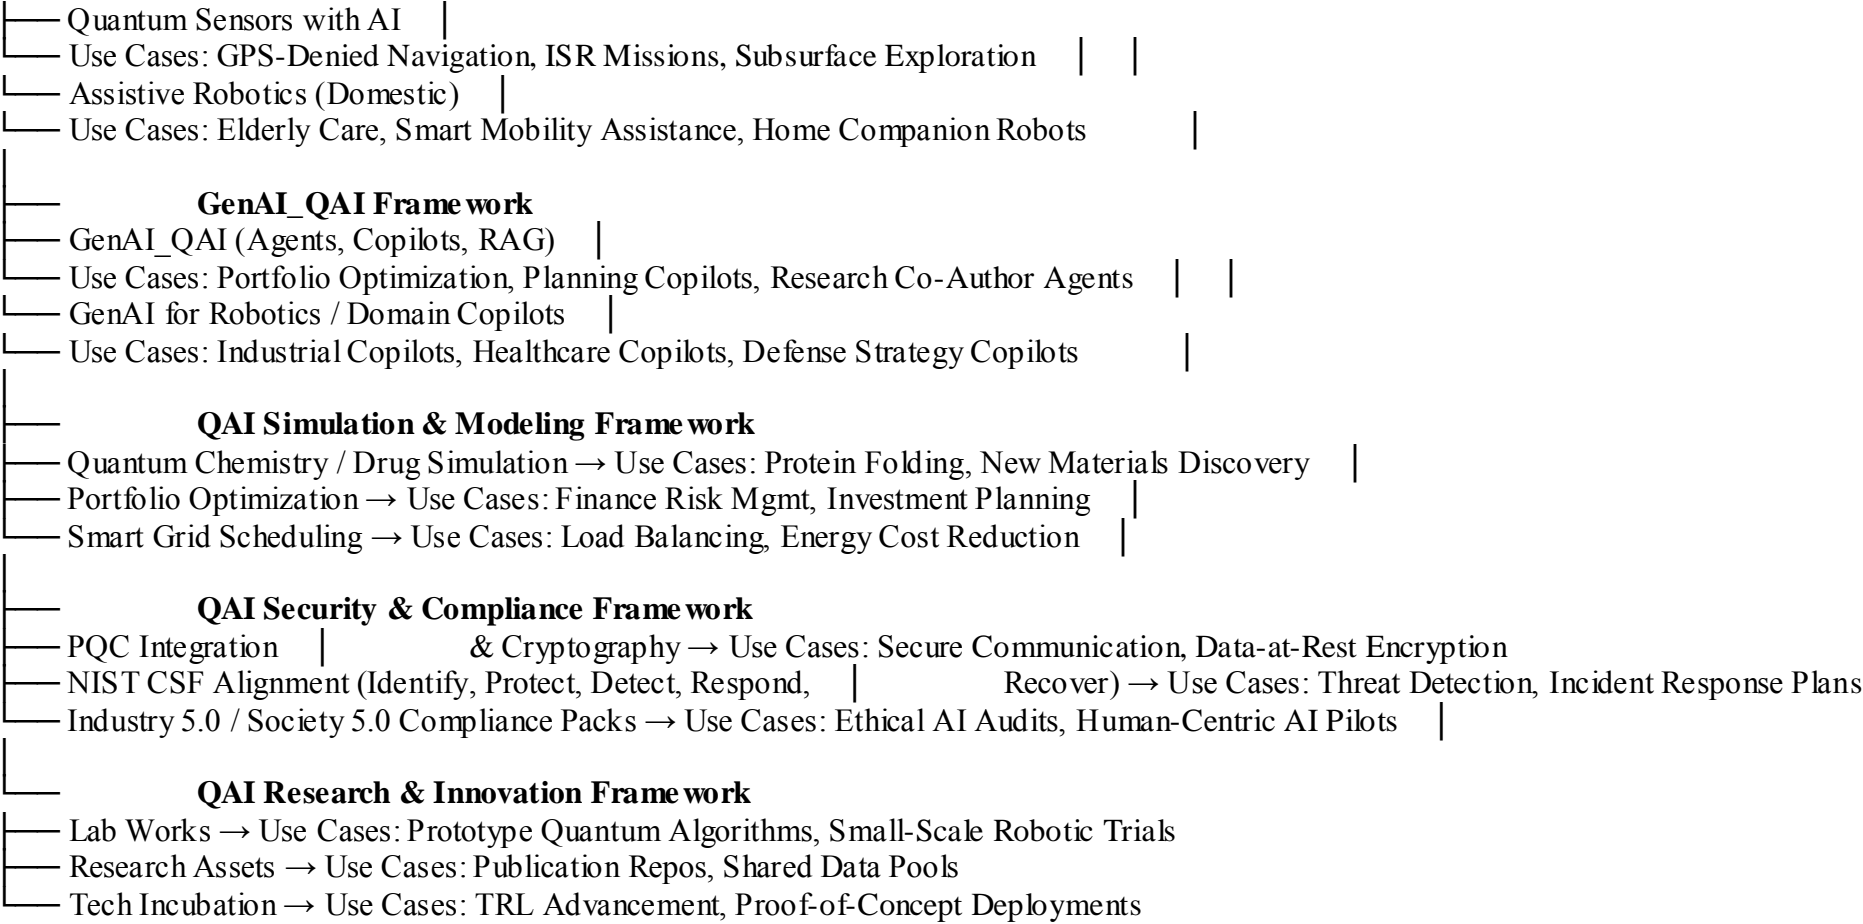 ├── Quantum Sensors with AI │
└── Use Cases: GPS-Denied Navigation, ISR Missions, Subsurface Exploration │ │
└── Assistive Robotics (Domestic) │
└── Use Cases: Elderly Care, Smart Mobility Assistance, Home Companion Robots │
│
├── GenAI_QAI Framework
├── GenAI_QAI (Agents, Copilots, RAG) │
└── Use Cases: Portfolio Optimization, Planning Copilots, Research Co-Author Agents │ │
└── GenAI for Robotics / Domain Copilots │
└── Use Cases: Industrial Copilots, Healthcare Copilots, Defense Strategy Copilots │
│
├── QAI Simulation & Modeling Framework
├── Quantum Chemistry / Drug Simulation → Use Cases: Protein Folding, New Materials Discovery │
├── Portfolio Optimization → Use Cases: Finance Risk Mgmt, Investment Planning │
└── Smart Grid Scheduling → Use Cases: Load Balancing, Energy Cost Reduction │
│
├── QAI Security & Compliance Framework
├── PQC Integration │ & Cryptography → Use Cases: Secure Communication, Data-at-Rest Encryption
├── NIST CSF Alignment (Identify, Protect, Detect, Respond, │ Recover) → Use Cases: Threat Detection, Incident Response Plans
└── Industry 5.0 / Society 5.0 Compliance Packs → Use Cases: Ethical AI Audits, Human-Centric AI Pilots │
│
└── QAI Research & Innovation Framework
├── Lab Works → Use Cases: Prototype Quantum Algorithms, Small-Scale Robotic Trials
├── Research Assets → Use Cases: Publication Repos, Shared Data Pools
└── Tech Incubation → Use Cases: TRL Advancement, Proof-of-Concept Deployments